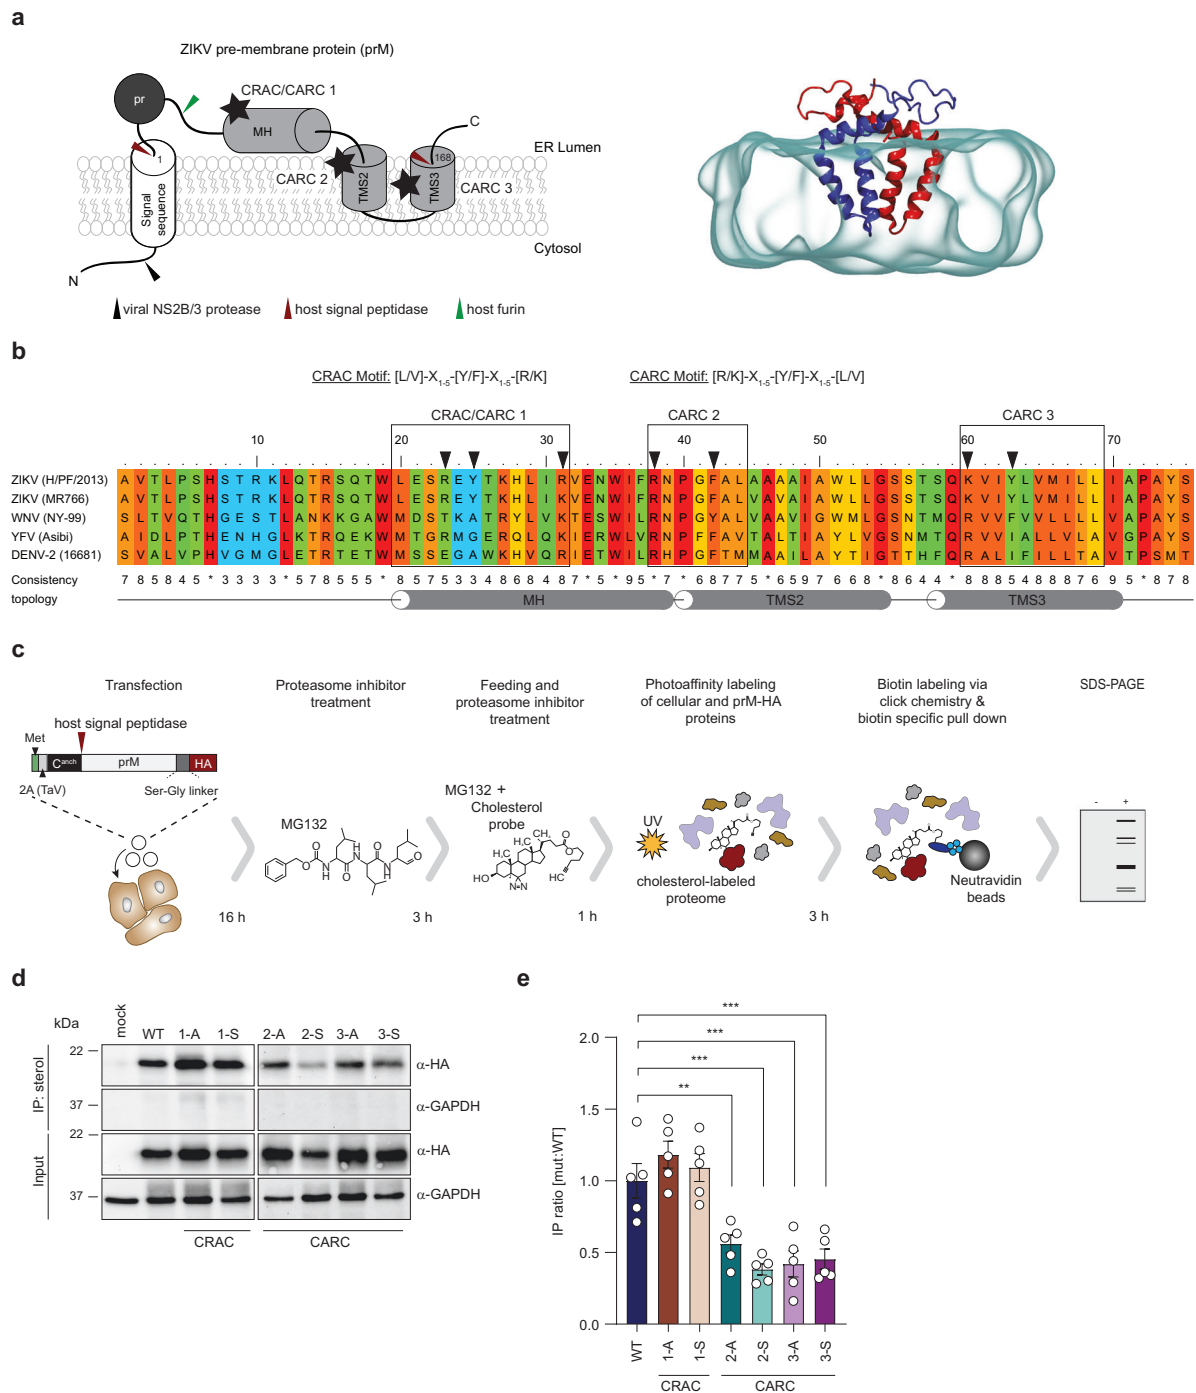 a
ZIKV pre-membrane protein (prM)
pr
CRAC/CARC 1
MH
C
1
168
ER Lumen
CARC 2
TMS2
TMS3
CARC 3
Signal
sequence
Cytosol
N
viral NS2B/3 protease
host signal peptidase
host furin
b
CRAC Motif: [L/V]-X1-5-[Y/F]-X1-5-[R/K]
CARC Motif: [R/K]-X1-5-[Y/F]-X1-5-[L/V]
CRAC/CARC 1
CARC 2
CARC 3
10 20 30 40 50 60 70
ZIKV (H/PF/2013) AVTLPSHSTRKLQTRSQTWLESREYTKHLIRVENWIFRNPGFALAAAAIAWLLGSSTSQKVIYLVMILLIAPAYS
ZIKV (MR766) AVTLPSHSTRKLQTRSQTWLESREYTKHLIKVENWIFRNPGFALVAVAIAWLLGSSTSQKVIYLVMILLIAPAYS
WNV (NY-99) SLTVQTHGESTLANKKGAWMDSTKATRYLVKTESWILRNPGYALVAAVIGWMLGSNTMQRVVFVVLLLLVAPAYS
YFV (Asibi)
DENV-2 (16681)
Consistency
topology
MH
TMS2
TMS3
c
Transfection
Proteasome inhibitor
treatment
Feeding and
proteasome inhibitor
treatment
Photoaffinity labeling
of cellular and prM-HA
proteins
Biotin labeling via
click chemistry &
biotin specific pull down
SDS-PAGE
host signal peptidase
Met
Canch
prM
HA
2A (TaV)
Ser-Gly linker
MG132
MG132 +
Cholesterol
probe
UV
cholesterol-labeled
proteome
Neutravidin
beads
- +
16 h
3 h
1 h
3 h
d
kDa
mock WT 1-A 1-S 2-A 2-S 3-A 3-S
IP: sterol
22
α-HA
37
α-GAPDH
Input
22
α-HA
37
α-GAPDH
CRAC
CARC
e
***
***
***
**
IP ratio [mut:WT]
2.0
1.5
1.0
0.5
0.0
WT 1-A 1-S 2-A 2-S 3-A 3-S
CRAC
CARC